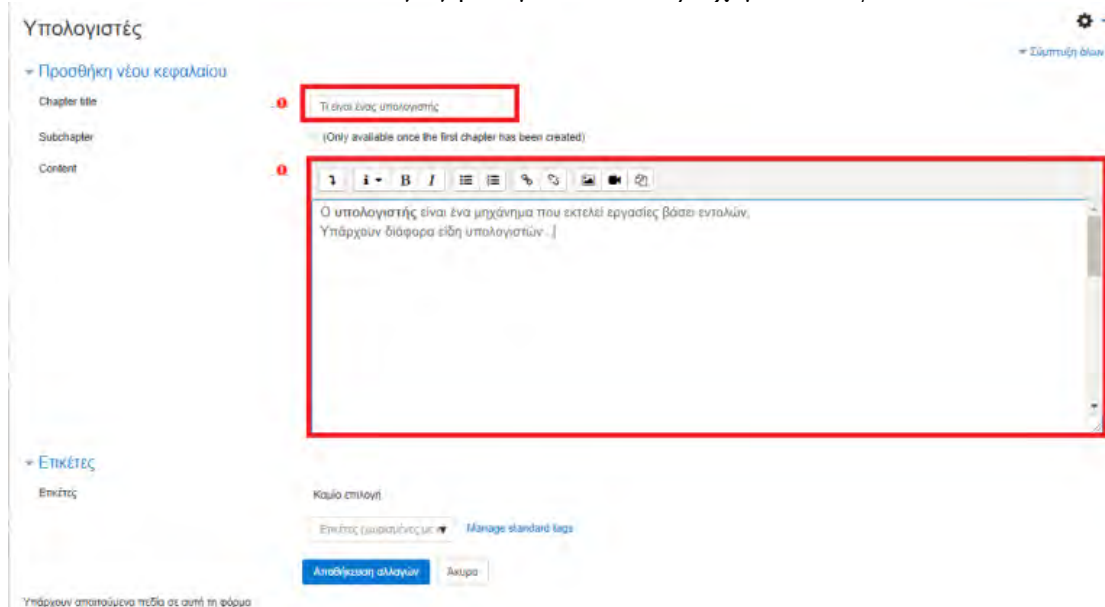 Υπολογιστές
Σύμπτυξη όλων
Προσθήκη νέου κεφαλαίου
Chapter title
Τι είναι ένας υπολογιστής
Subchapter
(Only available once the first chapter has been created)
Content
B I
Ο υπολογιστής είναι ένα μηχάνημα που εκτελεί εργασίες βάσει εντολών.
Υπάρχουν διάφορα είδη υπολογιστών...
Ετικέτες
Ετικέτες
Καμία επιλογή
Ετικέτες
Manage standard tags
Αποθήκευση αλλαγών
Άκυρο
Υπάρχουν απαιτούμενα πεδία σε αυτή τη φόρμα